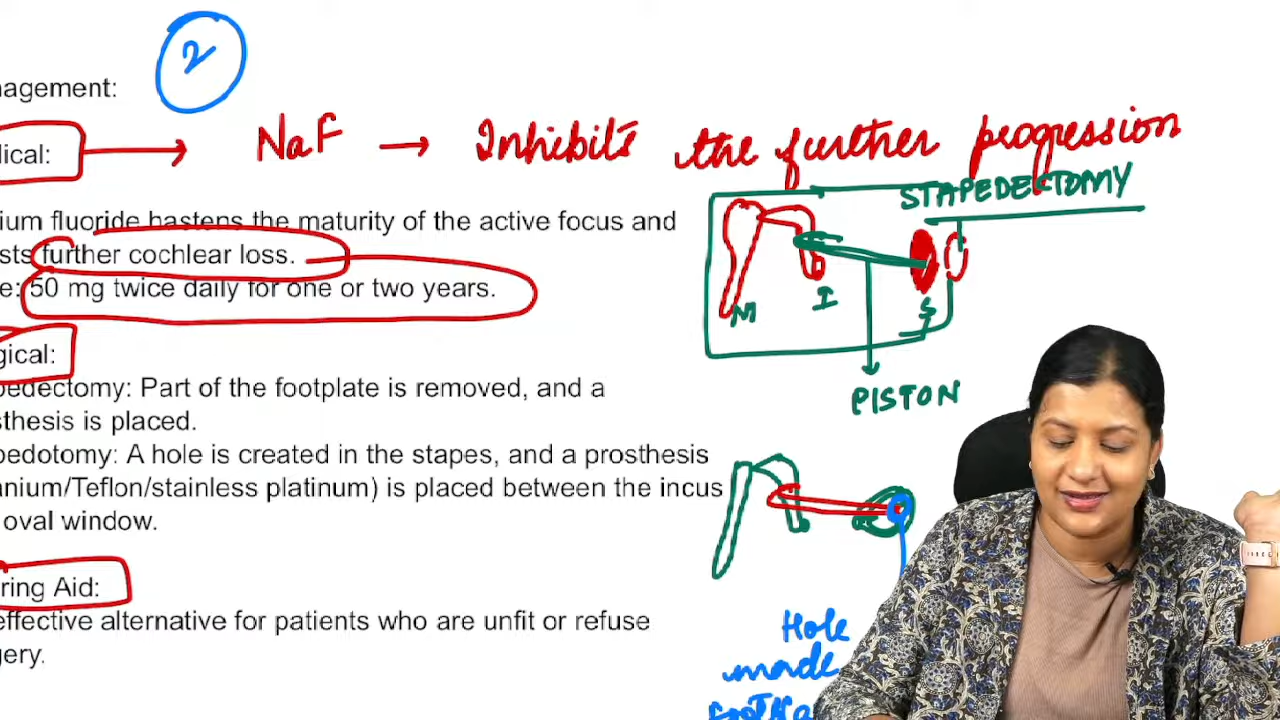 2
nagement:
dical:
NaF → Inhibits the further progression
ium fluoride hastens the maturity of the active focus and
sts further cochlear loss.
e: 50 mg twice daily for one or two years.
STAPEDECTOMY
M
I
S
PISTON
gical:
pedectomy: Part of the footplate is removed, and a
sthesis is placed.
pedotomy: A hole is created in the stapes, and a prosthesis
anium/Teflon/stainless platinum) is placed between the incus
oval window.
ring Aid:
effective alternative for patients who are unfit or refuse
gery.
Hole
made